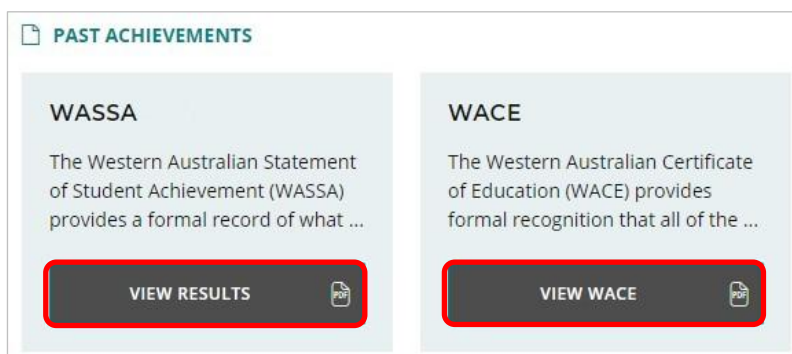 PAST ACHIEVEMENTS
WASSA
The Western Australian Statement
of Student Achievement (WASSA)
provides a formal record of what ...
VIEW RESULTS
PDF
WACE
The Western Australian Certificate
of Education (WACE) provides
formal recognition that all of the ...
VIEW WACE
PDF